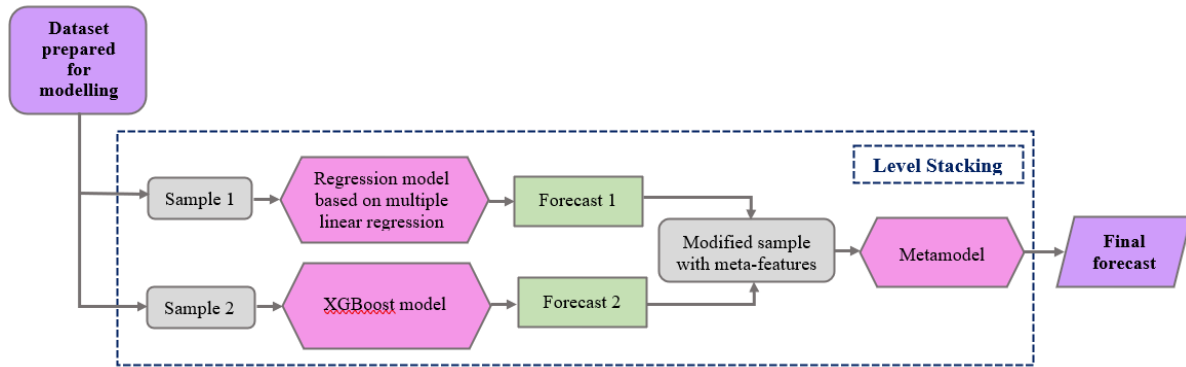 Dataset
prepared
for
modelling
Level Stacking
Sample 1
Regression model
based on multiple
linear regression
Forecast 1
Modified sample
with meta-features
Metamodel
Final
forecast
Sample 2
XGBoost model
Forecast 2